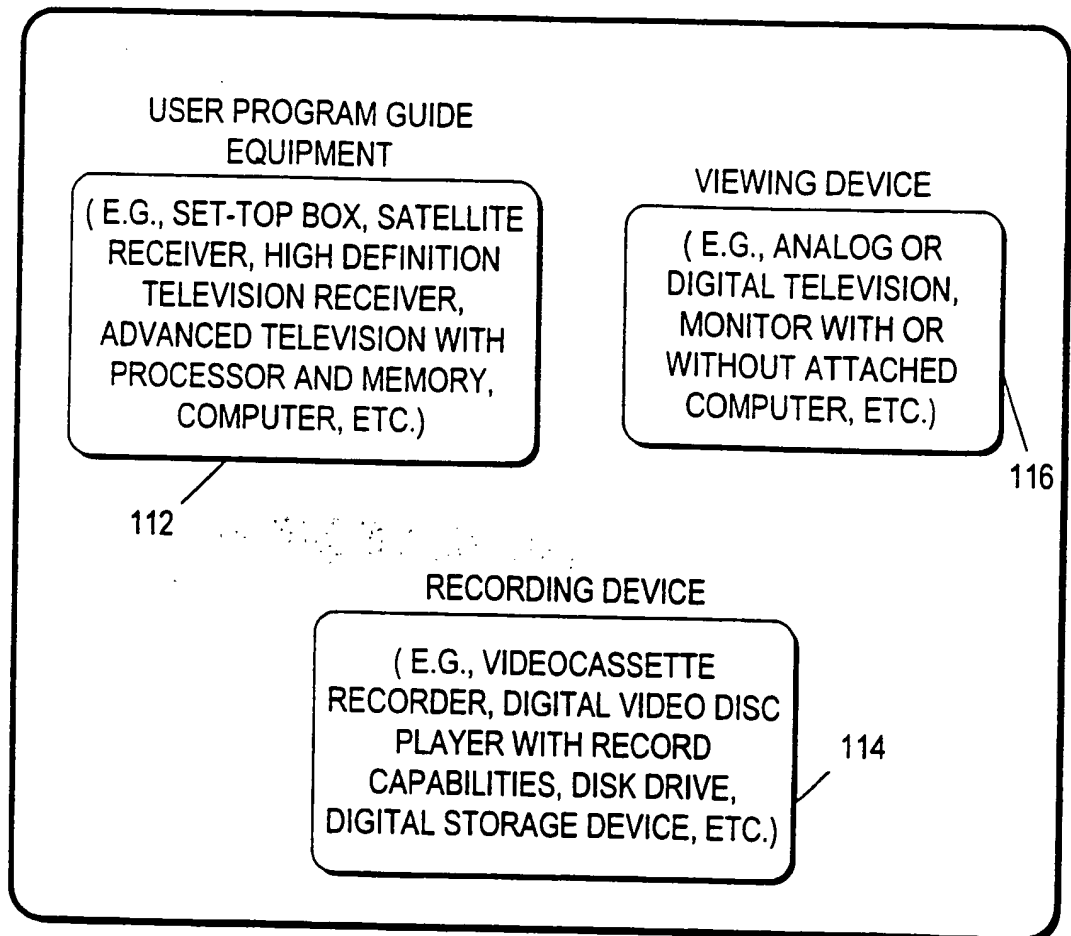 USER PROGRAM GUIDE
EQUIPMENT
( E.G., SET-TOP BOX, SATELLITE
RECEIVER, HIGH DEFINITION
TELEVISION RECEIVER,
ADVANCED TELEVISION WITH
PROCESSOR AND MEMORY,
COMPUTER, ETC.)
112
VIEWING DEVICE
( E.G., ANALOG OR
DIGITAL TELEVISION,
MONITOR WITH OR
WITHOUT ATTACHED
COMPUTER, ETC.)
116
RECORDING DEVICE
( E.G., VIDEOCASSETTE
RECORDER, DIGITAL VIDEO DISC
PLAYER WITH RECORD
CAPABILITIES, DISK DRIVE,
DIGITAL STORAGE DEVICE, ETC.)
114